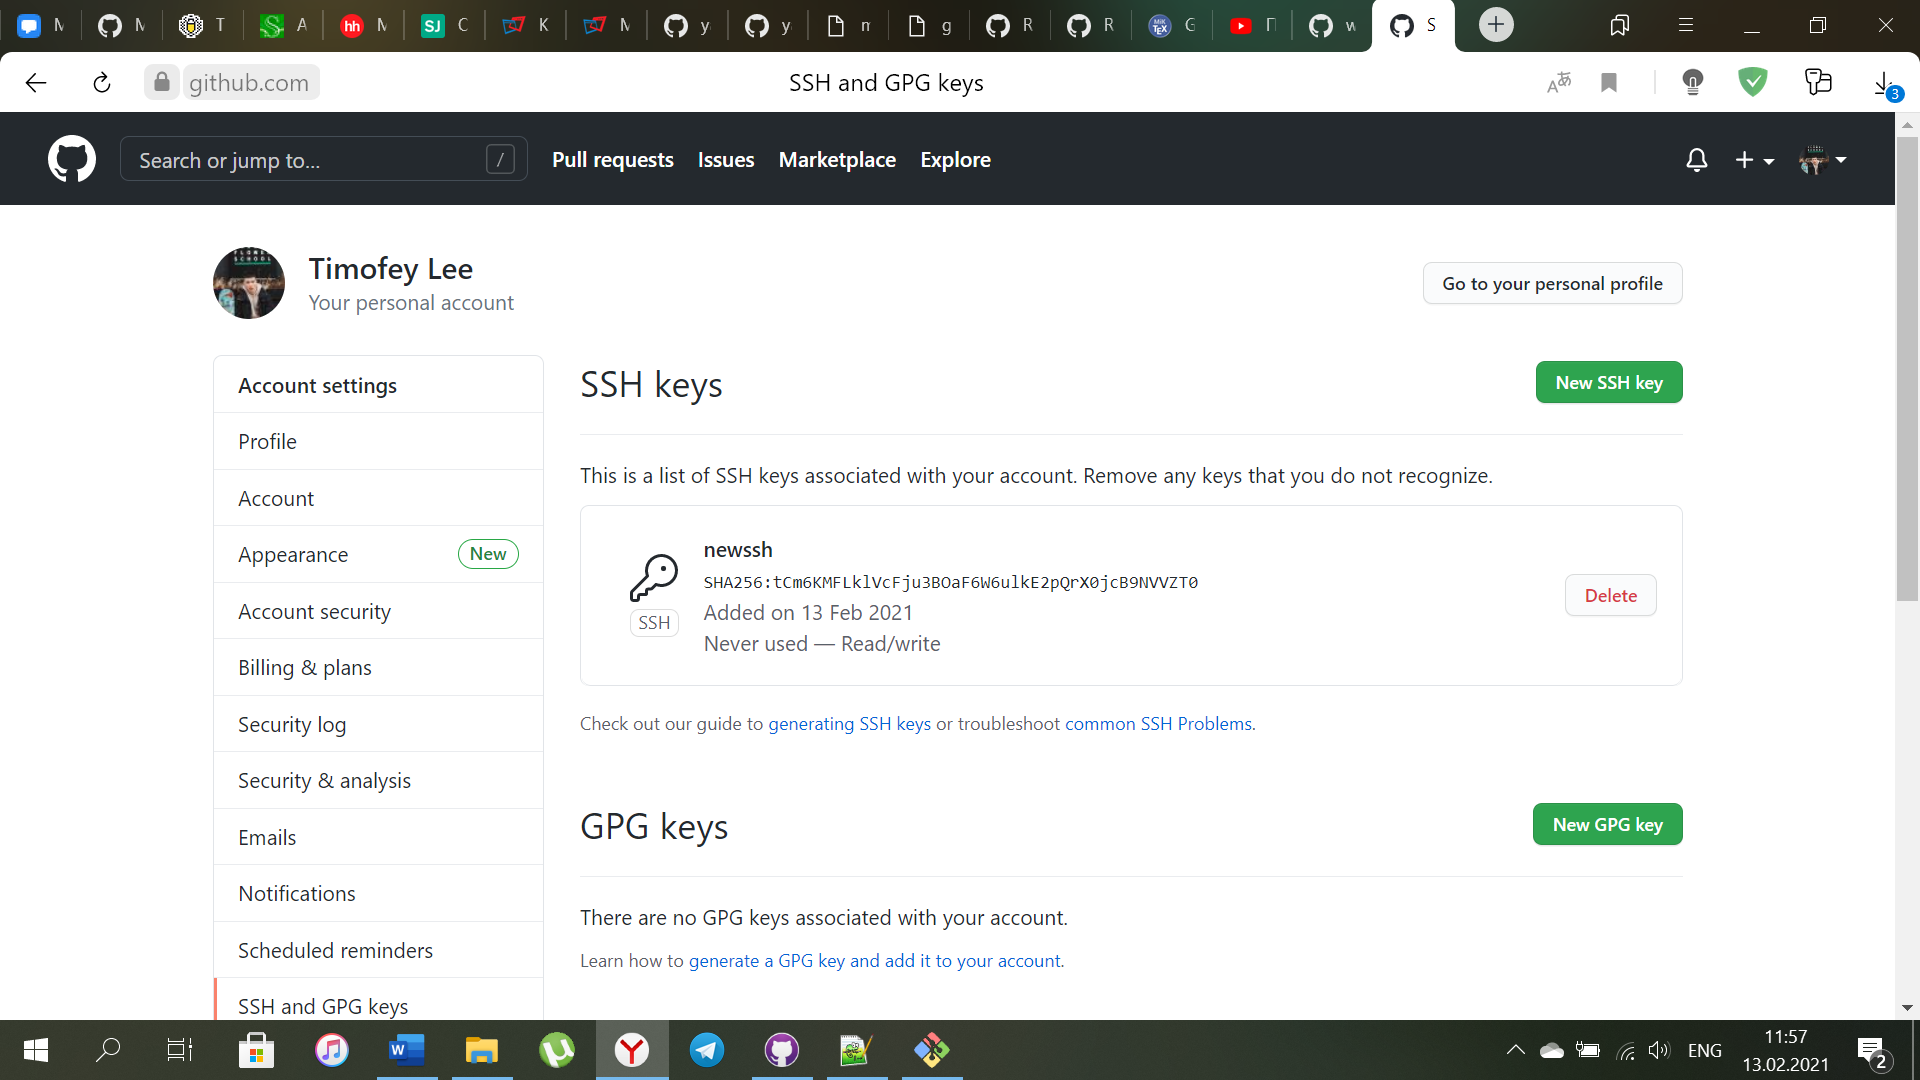 M
M
T
A
hh M
SJ C
K
M
y
y
m
g
R
R
MiKTEX G
П
w
S
github.com
SSH and GPG keys
3
Search or jump to...
/
Pull requests
Issues
Marketplace
Explore
Timofey Lee
Your personal account
Go to your personal profile
Account settings
Profile
Account
Appearance
New
Account security
Billing & plans
Security log
Security & analysis
Emails
Notifications
Scheduled reminders
SSH and GPG keys
SSH keys
New SSH key
This is a list of SSH keys associated with your account. Remove any keys that you do not recognize.
newssh
SHA256:tCm6KMFLklVcFju3BOaF6W6ulkE2pQrX0jcB9NVVZT0
Added on 13 Feb 2021
Never used — Read/write
SSH
Delete
Check out our guide to generating SSH keys or troubleshoot common SSH Problems.
GPG keys
New GPG key
There are no GPG keys associated with your account.
Learn how to generate a GPG key and add it to your account.
ENG
11:57
13.02.2021
2